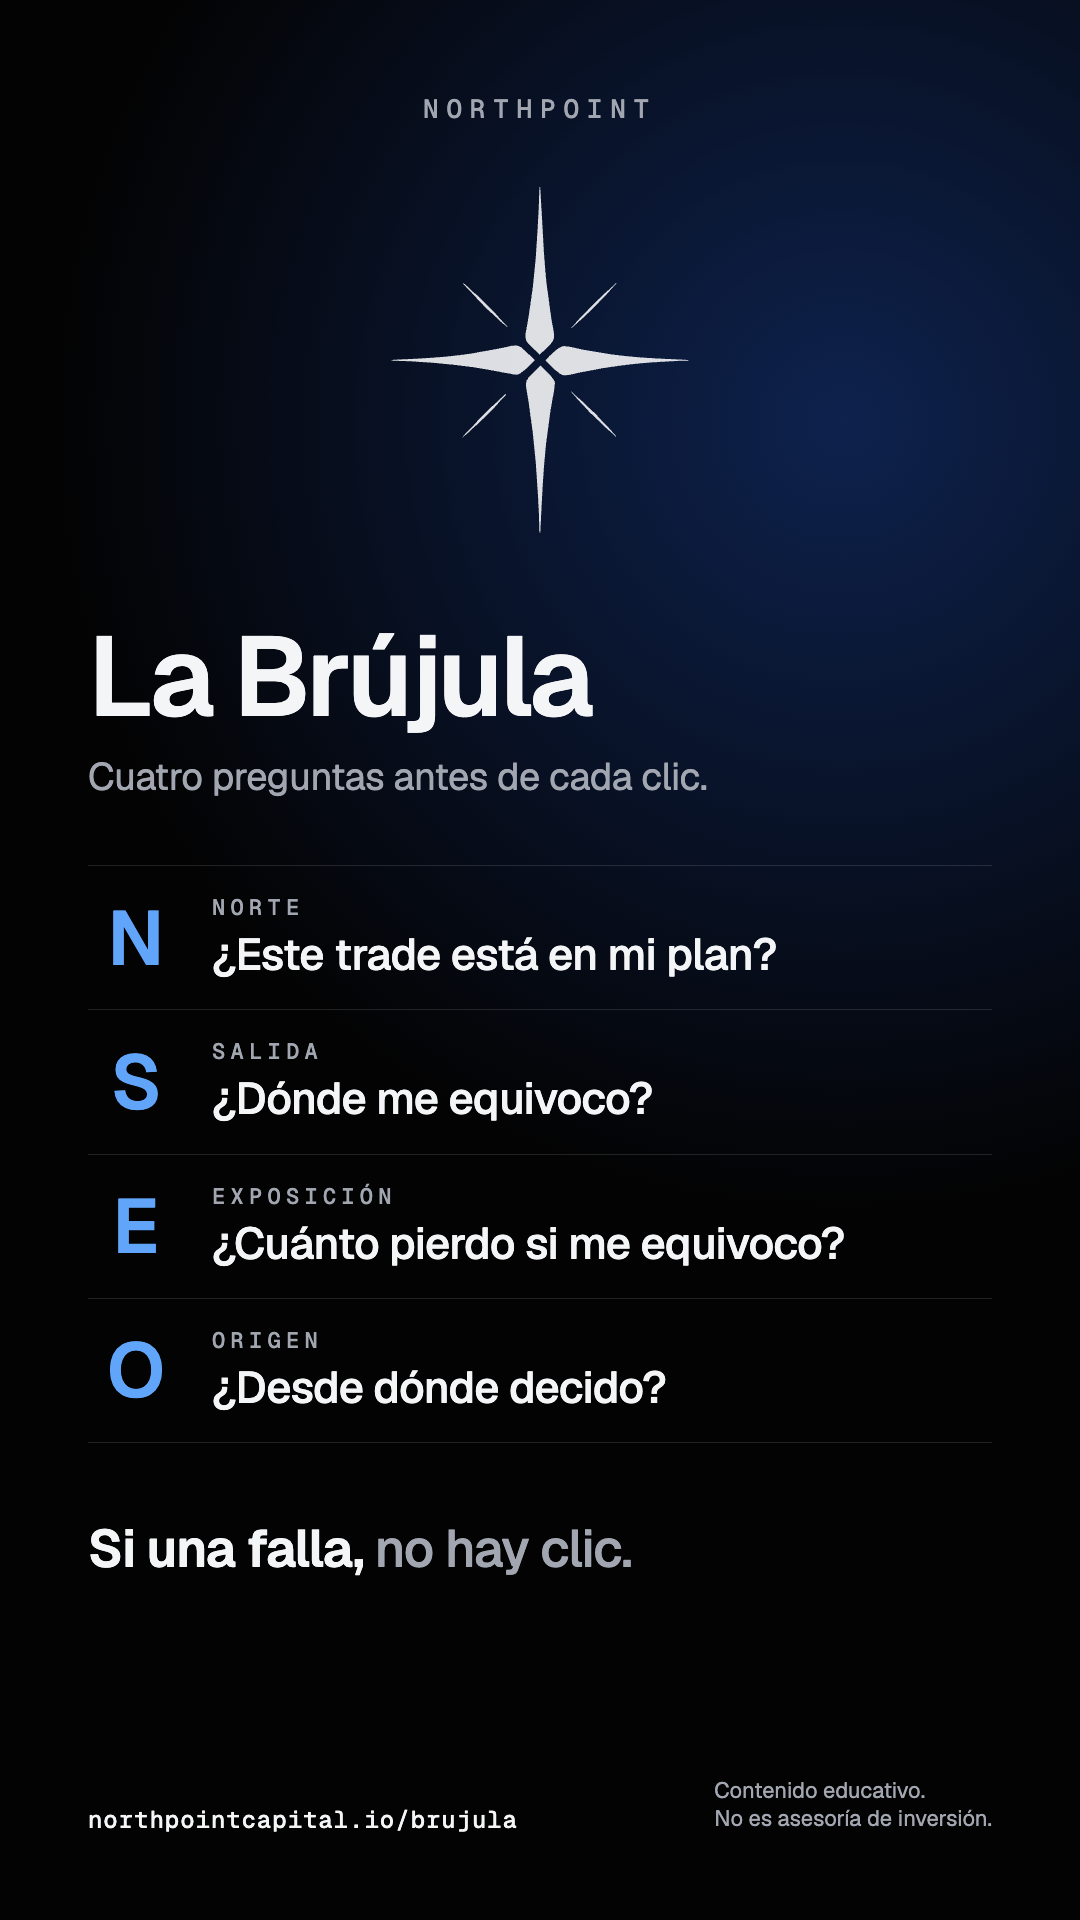 NORTHPOINT
La Brújula
Cuatro preguntas antes de cada clic.
N
NORTE
¿Este trade está en mi plan?
S
SALIDA
¿Dónde me equivoco?
E
EXPOSICIÓN
¿Cuánto pierdo si me equivoco?
O
ORIGEN
¿Desde dónde decido?
Si una falla, no hay clic.
northpointcapital.io/brujula
Contenido educativo.
No es asesoría de inversión.